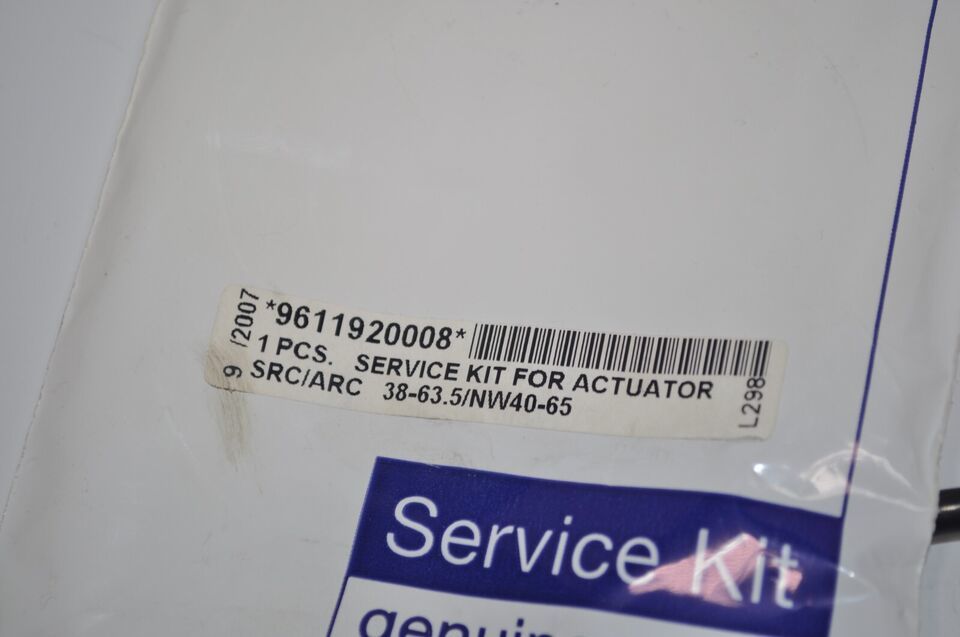 *9611920008*
1 PCS. SERVICE KIT FOR ACTUATOR
SRC/ARC 38-63.5/NW40-65
9 /2007
L298
Service Kit